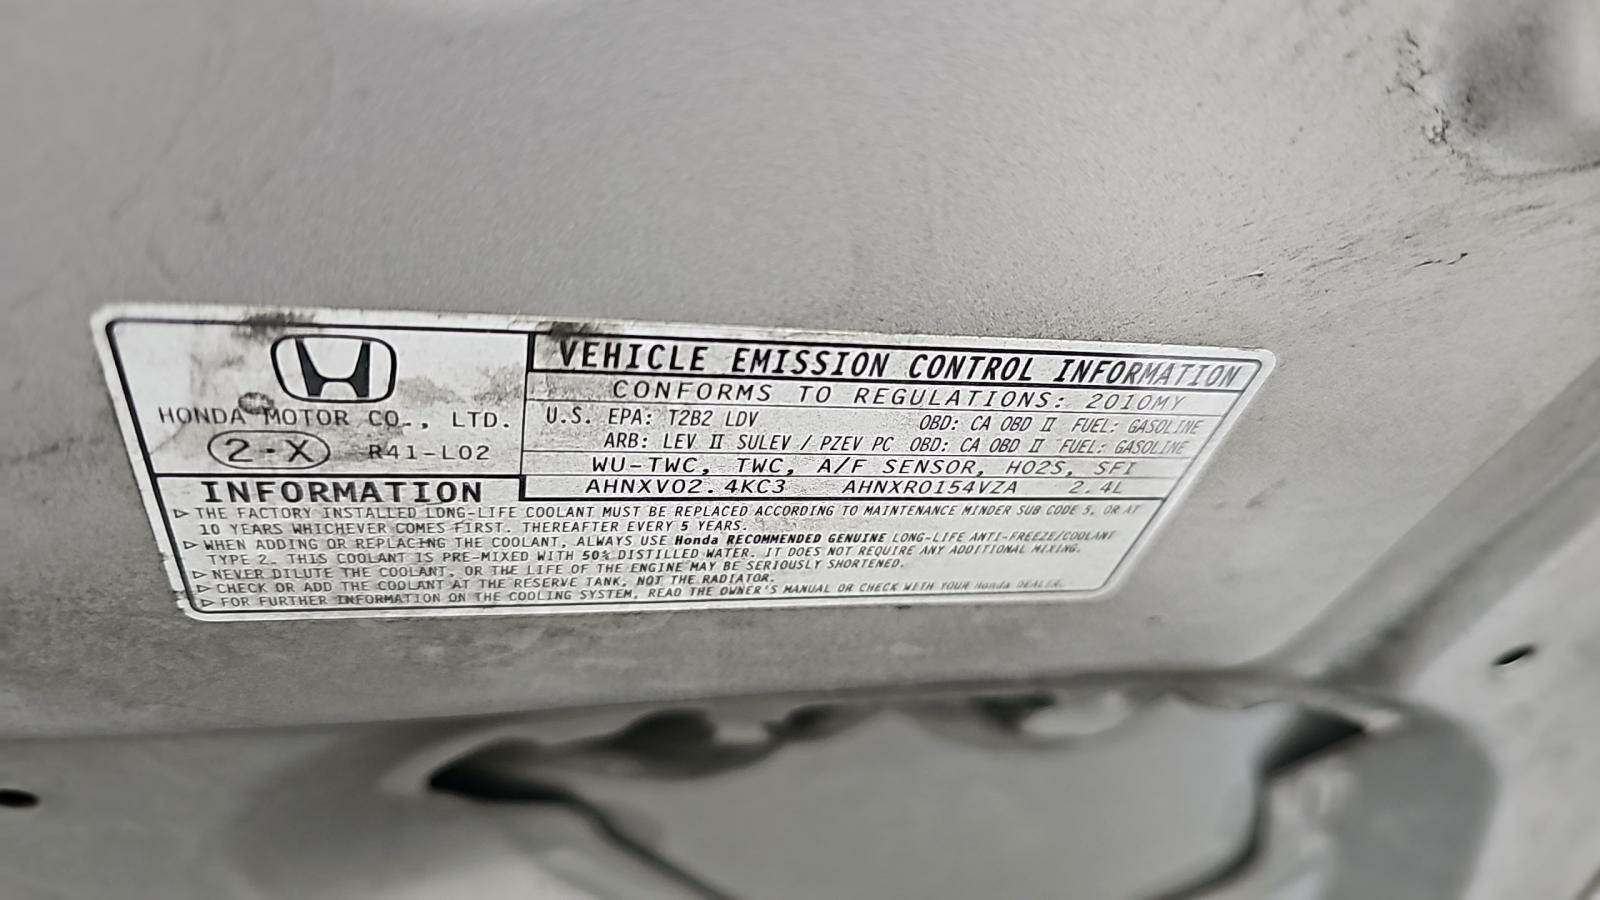 VEHICLE EMISSION CONTROL INFORMATION
CONFORMS TO REGULATIONS: 2010MY
U.S. EPA: T2B2 LDV OBD: CA OBD II FUEL: GASOLINE
ARB: LEV II SULEV / PZEV PC OBD: CA OBD II FUEL: GASOLINE
WU-TWC, TWC, A/F SENSOR, HO2S, SFI
AHNXV02.4KC3 AHNXR0154VZA 2.4L
HONDA MOTOR CO., LTD.
2-X R41-L02
INFORMATION
▷ THE FACTORY INSTALLED LONG-LIFE COOLANT MUST BE REPLACED ACCORDING TO MAINTENANCE MINDER SUB CODE 5, OR AT
10 YEARS WHICHEVER COMES FIRST. THEREAFTER EVERY 5 YEARS.
▷ WHEN ADDING OR REPLACING THE COOLANT, ALWAYS USE Honda RECOMMENDED GENUINE LONG-LIFE ANTI-FREEZE/COOLANT
TYPE 2. THIS COOLANT IS PRE-MIXED WITH 50% DISTILLED WATER. IT DOES NOT REQUIRE ANY ADDITIONAL MIXING.
▷ NEVER DILUTE THE COOLANT, OR THE LIFE OF THE ENGINE MAY BE SERIOUSLY SHORTENED.
▷ CHECK OR ADD THE COOLANT AT THE RESERVE TANK, NOT THE RADIATOR.
▷ FOR FURTHER INFORMATION ON THE COOLING SYSTEM, READ THE OWNER'S MANUAL OR CHECK WITH YOUR Honda DEALER.